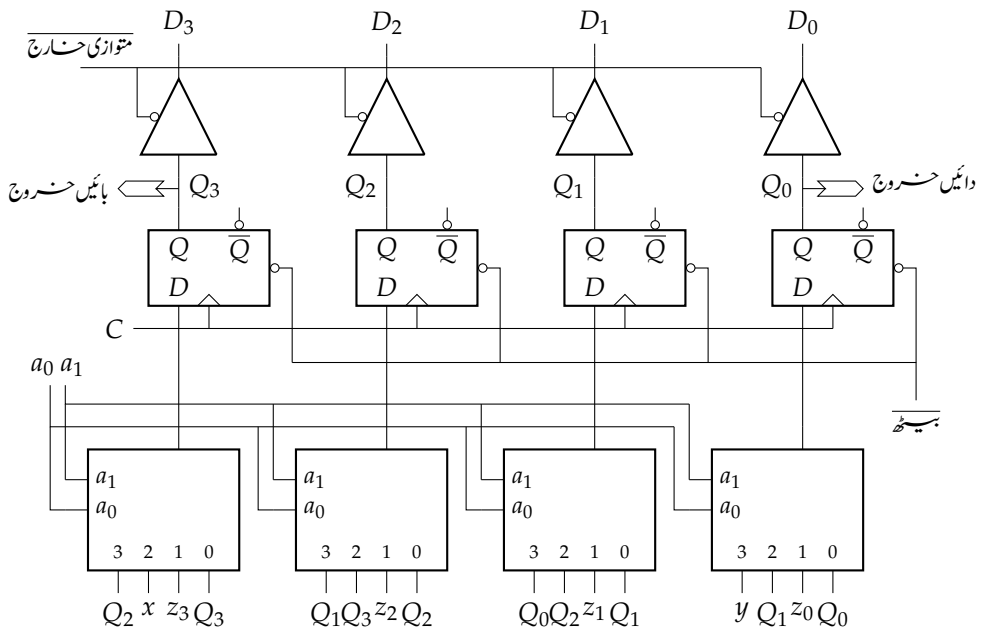 D3 D2 D1 D0
متوازی خارج
بائیں خروج Q3 Q2 Q1 Q0 دائیں خروج
Q Q̅ Q Q̅ Q Q̅ Q Q̅
D D D D
C
a0 a1
بیٹھ
a1 a1 a1 a1
a0 a0 a0 a0
3 2 1 0 3 2 1 0 3 2 1 0 3 2 1 0
Q2 x z3 Q3 Q1 Q3 z2 Q2 Q0 Q2 z1 Q1 y Q1 z0 Q0